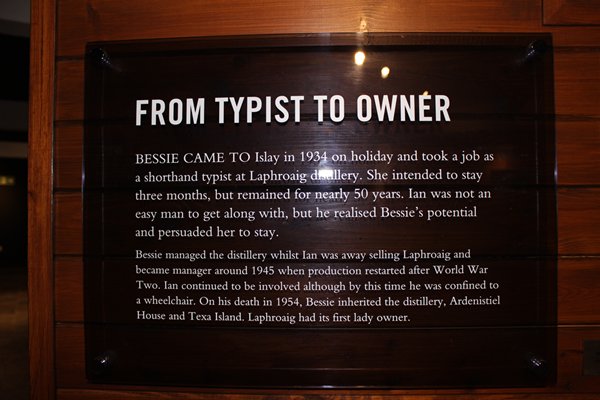 FROM TYPIST TO OWNER
BESSIE CAME TO Islay in 1934 on holiday and took a job as
a shorthand typist at Laphroaig distillery. She intended to stay
three months, but remained for nearly 50 years. Ian was not an
easy man to get along with, but he realised Bessie's potential
and persuaded her to stay.
Bessie managed the distillery whilst Ian was away selling Laphroaig and
became manager around 1945 when production restarted after World War
Two. Ian continued to be involved although by this time he was confined to
a wheelchair. On his death in 1954, Bessie inherited the distillery, Ardenistiel
House and Texa Island. Laphroaig had its first lady owner.